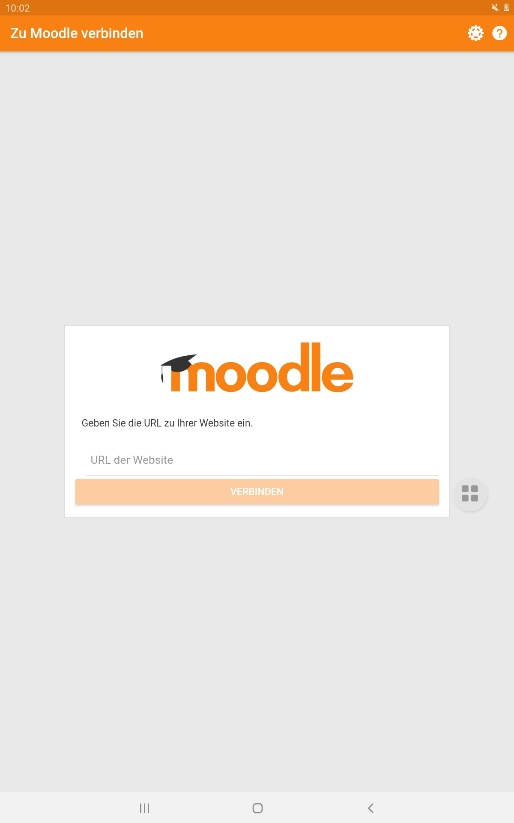 10:02
Zu Moodle verbinden
moodle
Geben Sie die URL zu Ihrer Website ein.
URL der Website
VERBINDEN